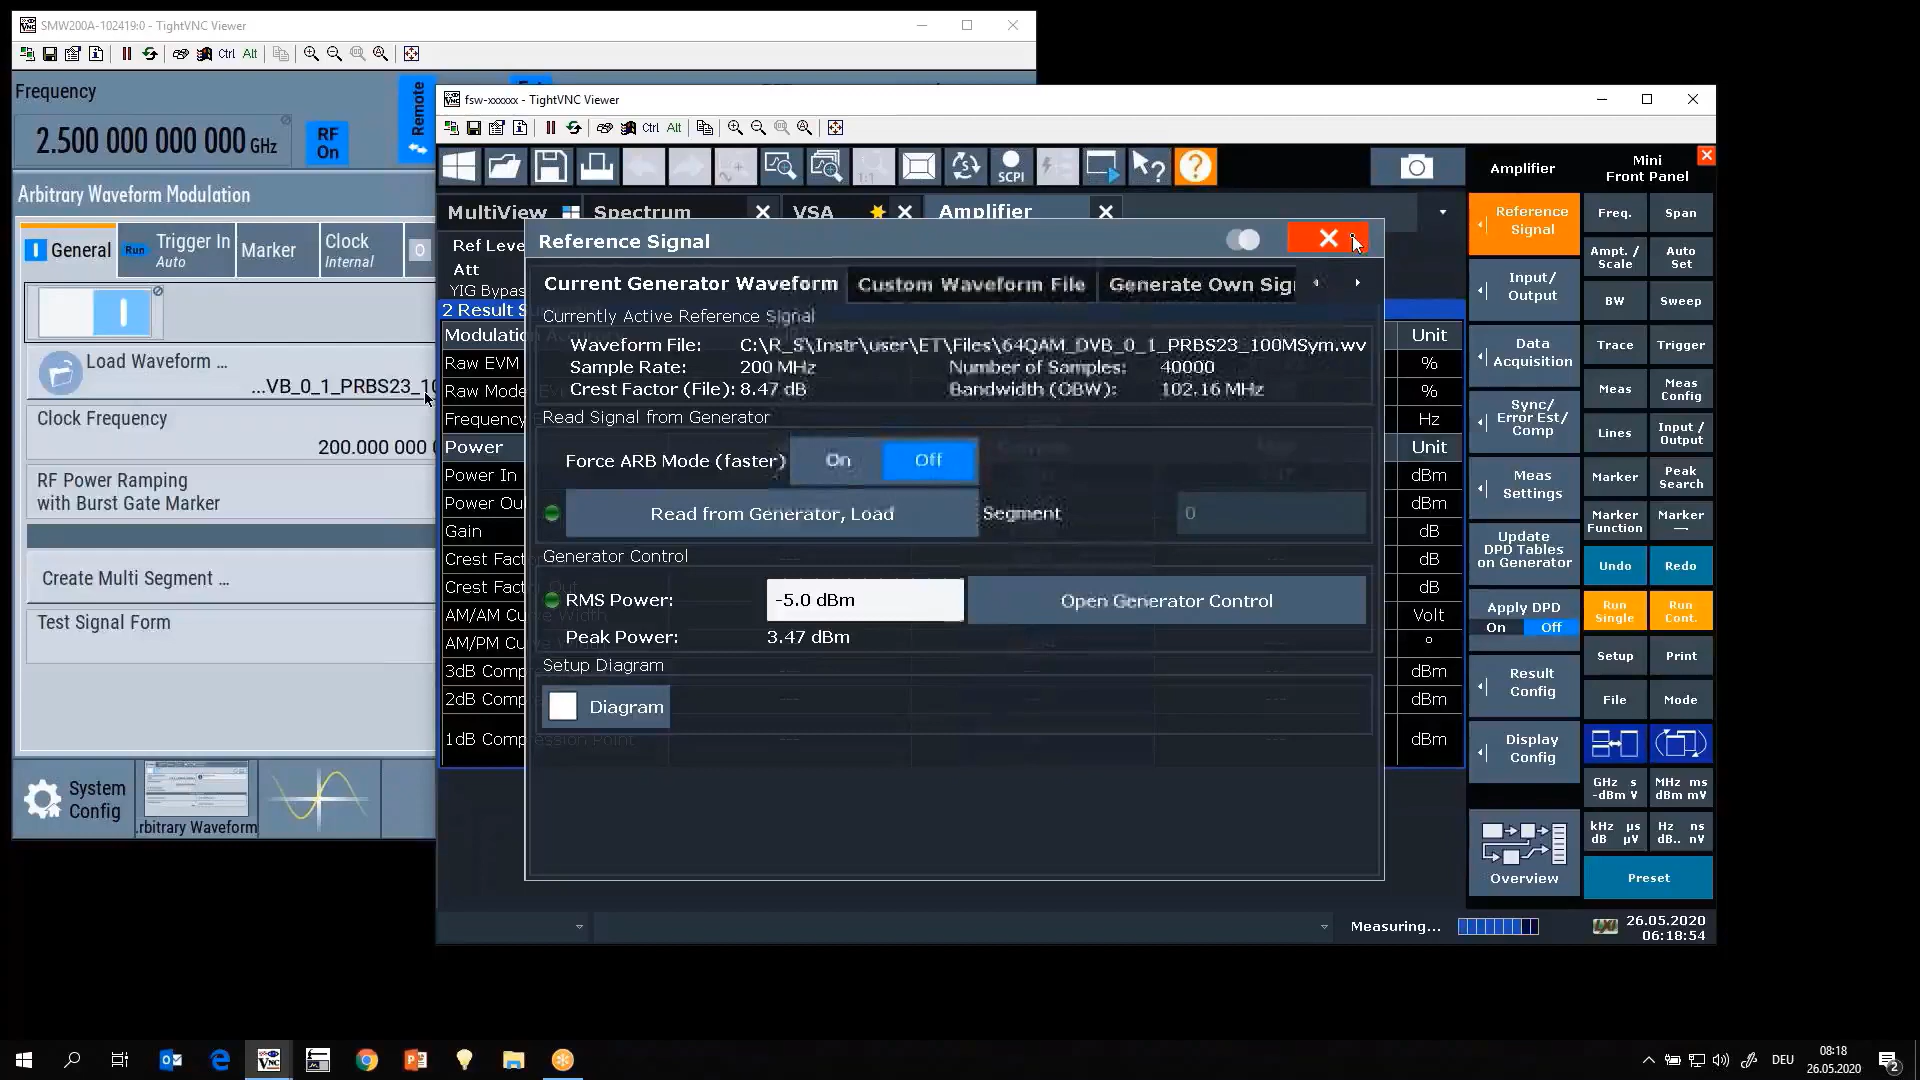 SMW200A-102419:0 - TightVNC Viewer
Ctrl Alt
Frequency
2.500 000 000 000 GHz
RF
On
Remote
Arbitrary Waveform Modulation
General
Run
Trigger In
Auto
Marker
Clock
Internal
Load Waveform ...
...VB_0_1_PRBS23_10
Clock Frequency
200.000 000
RF Power Ramping
with Burst Gate Marker
Create Multi Segment ...
Test Signal Form
System
Config
rbitrary Waveform
fsw-xxxxxx - TightVNC Viewer
Ctrl Alt
SCPI
1:1
MultiView
Spectrum
VSA
Amplifier
Ref Leve
Att
YIG Bypas
2 Result S
Modulatio
Unit
Raw EVM
%
Raw Mode
%
Frequency
Hz
Power
Unit
Power In
dBm
Power Ou
dBm
Gain
dB
Crest Fact
dB
Crest Fact
dB
AM/AM Cu
Volt
AM/PM Cu
°
3dB Comp
dBm
2dB Comp
dBm
1dB Compression Point
dBm
Reference Signal
Current Generator Waveform
Custom Waveform File
Generate Own Sig
Currently Active Reference Signal
Waveform File: C:\R_S\Instr\user\ET\Files\64QAM_DVB_0_1_PRBS23_100MSym.wv
Sample Rate: 200 MHz Number of Samples: 40000
Crest Factor (File): 8.47 dB Bandwidth (OBW): 102.16 MHz
Read Signal from Generator
Force ARB Mode (faster) On Off
Read from Generator, Load Segment 0
Generator Control
RMS Power: -5.0 dBm Open Generator Control
Peak Power: 3.47 dBm
Setup Diagram
Diagram
Measuring...
26.05.2020
06:18:54
Amplifier
Reference
Signal
Input/
Output
Data
Acquisition
Sync/
Error Est/
Comp
Meas
Settings
Update
DPD Tables
on Generator
Apply DPD
On Off
Result
Config
Display
Config
Overview
Mini
Front Panel
Freq. Span
Ampt. /
Scale
Auto
Set
BW Sweep
Trace Trigger
Meas
Meas
Config
Lines
Input /
Output
Marker
Peak
Search
Marker
Function
Marker
Undo Redo
Run
Single
Run
Cont.
Setup Print
File Mode
GHz s
-dBm V
MHz ms
dBm mV
kHz µs
dB µV
Hz ns
dB.. nV
Preset
DEU
08:18
26.05.2020
2